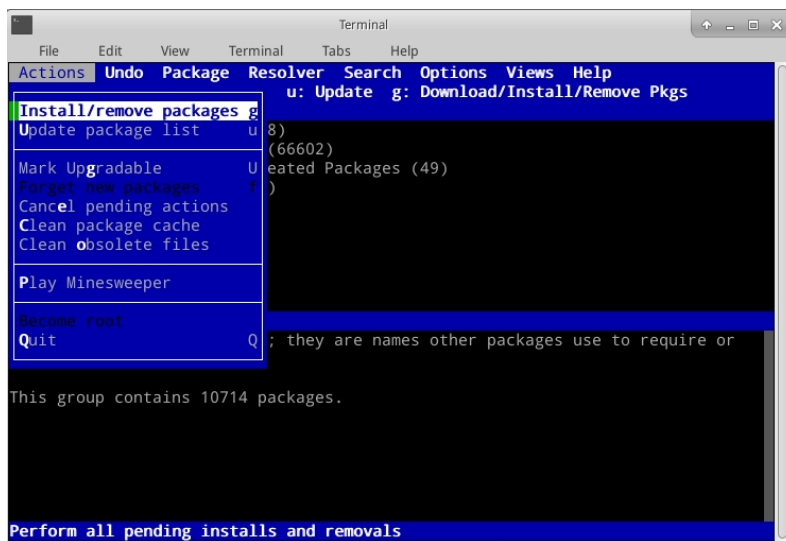 Terminal
File Edit View Terminal Tabs Help
Actions Undo Package Resolver Search Options Views Help
u: Update g: Download/Install/Remove Pkgs
Install/remove packages g
Update package list u 8)
(66602)
Mark Upgradable U eated Packages (49)
Forget new packages f )
Cancel pending actions
Clean package cache
Clean obsolete files
Play Minesweeper
Become root
Quit Q ; they are names other packages use to require or
This group contains 10714 packages.
Perform all pending installs and removals